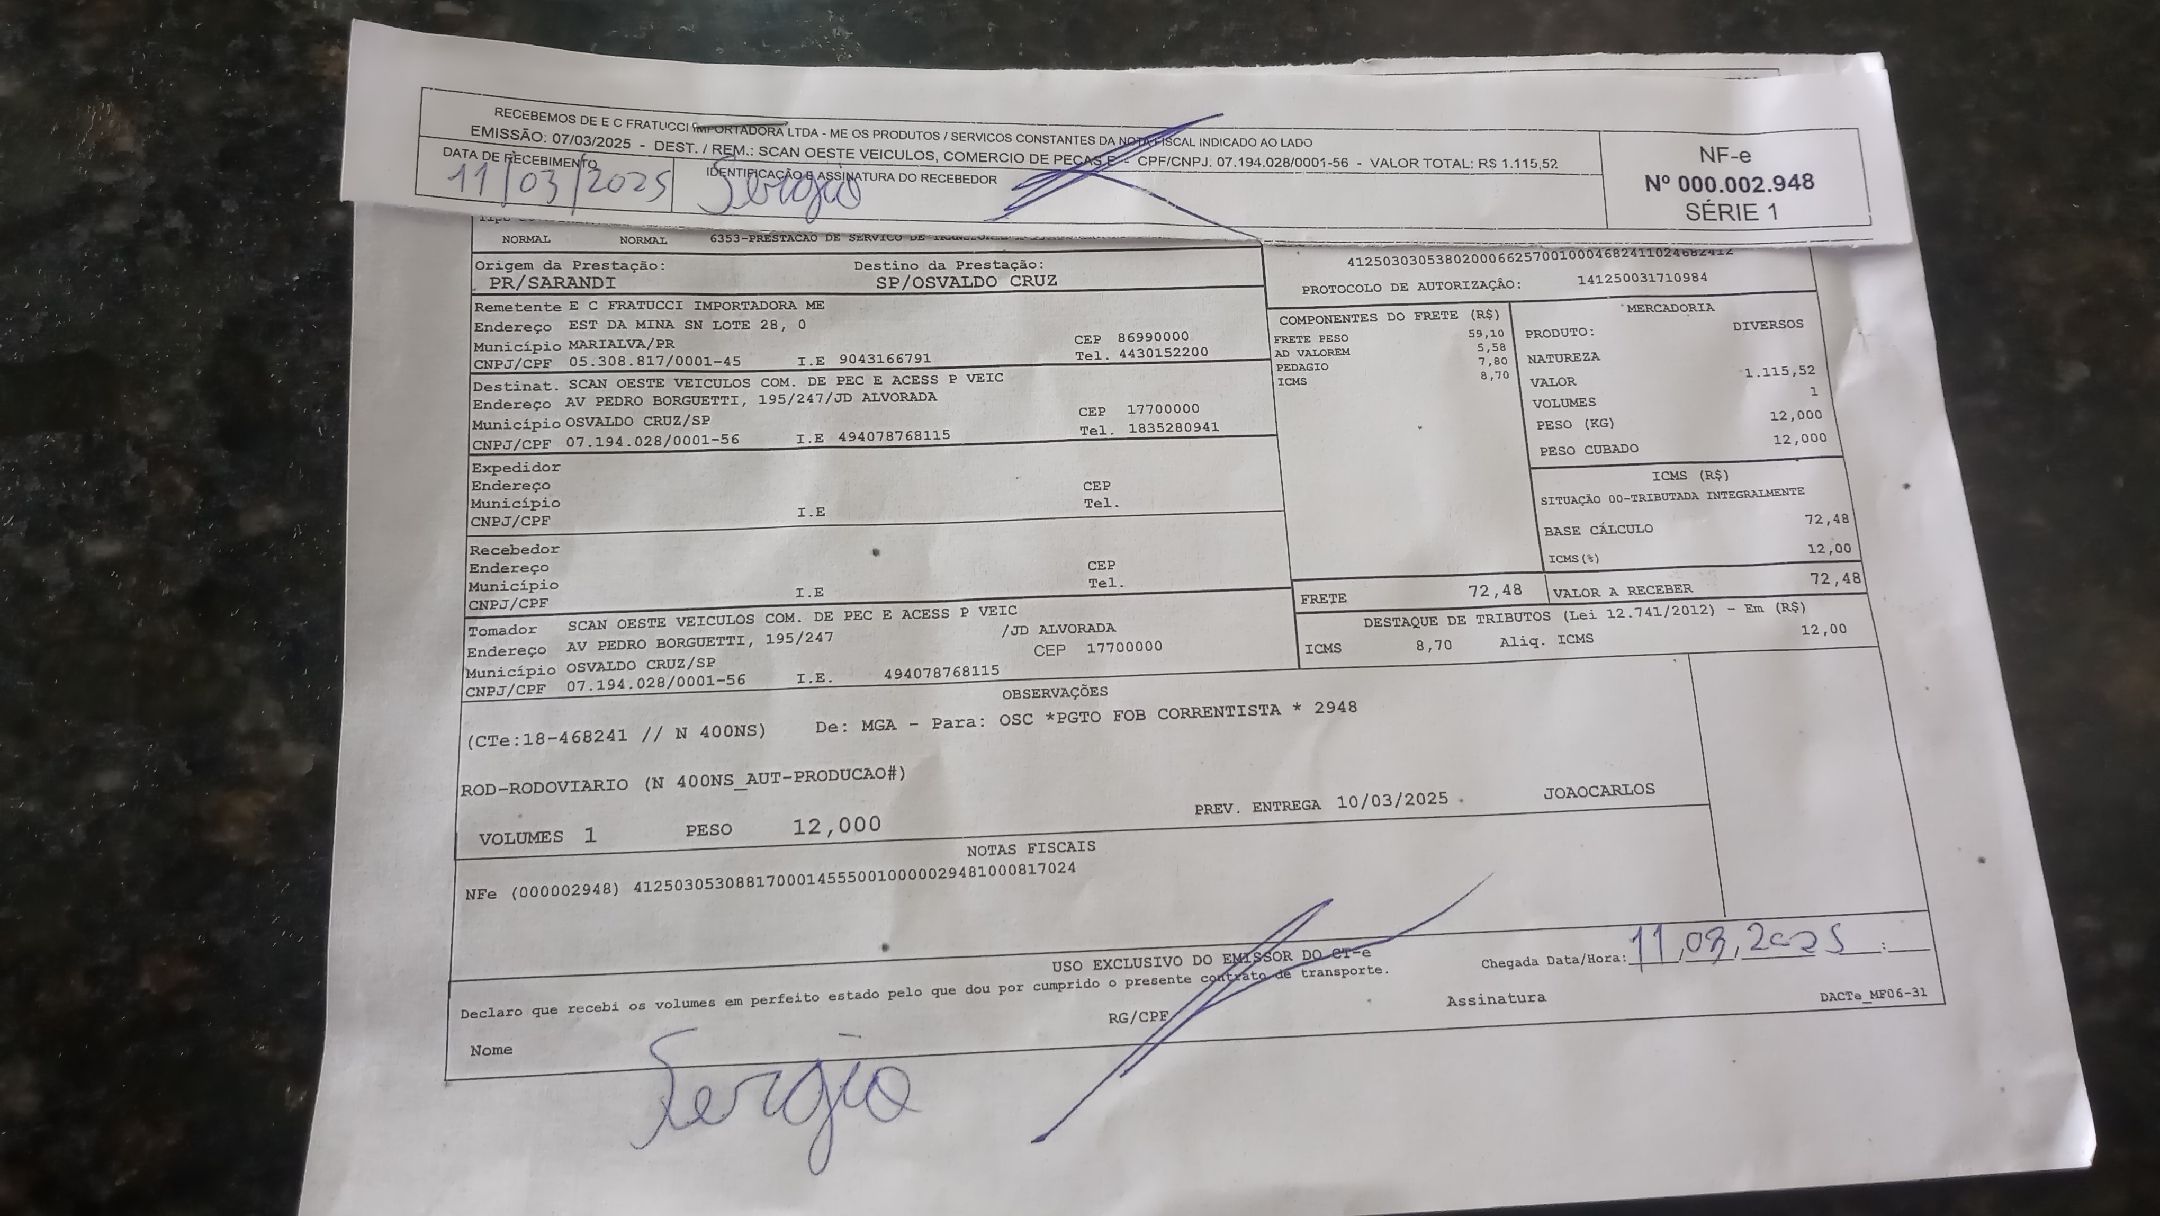 RECEBEMOS DE E C FRATUCCI IMPORTADORA LTDA - ME OS PRODUTOS / SERVICOS CONSTANTES DA NOTA FISCAL INDICADO AO LADO
EMISSÃO: 07/03/2025 - DEST. / REM.: SCAN OESTE VEICULOS, COMERCIO DE PECAS E - CPF/CNPJ. 07.194.028/0001-56 - VALOR TOTAL: R$ 1.115,52
DATA DE RECEBIMENTO
11/03/2025
IDENTIFICAÇÃO E ASSINATURA DO RECEBEDOR
Sergio
NF-e
Nº 000.002.948
SÉRIE 1
NORMAL NORMAL 6353-PRESTACAO DE SERVICO DE
Origem da Prestação: Destino da Prestação:
PR/SARANDI SP/OSVALDO CRUZ
Remetente E C FRATUCCI IMPORTADORA ME
Endereço EST DA MINA SN LOTE 28, 0
Município MARIALVA/PR CEP 86990000
CNPJ/CPF 05.308.817/0001-45 I.E 9043166791 Tel. 4430152200
Destinat. SCAN OESTE VEICULOS COM. DE PEC E ACESS P VEIC
Endereço AV PEDRO BORGUETTI, 195/247/JD ALVORADA
Município OSVALDO CRUZ/SP CEP 17700000
CNPJ/CPF 07.194.028/0001-56 I.E 494078768115 Tel. 1835280941
Expedidor
Endereço CEP
Município Tel.
CNPJ/CPF I.E
Recebedor
Endereço CEP
Município Tel.
CNPJ/CPF I.E
Tomador SCAN OESTE VEICULOS COM. DE PEC E ACESS P VEIC
Endereço AV PEDRO BORGUETTI, 195/247 /JD ALVORADA
Município OSVALDO CRUZ/SP CEP 17700000
CNPJ/CPF 07.194.028/0001-56 I.E. 494078768115
PROTOCOLO DE AUTORIZAÇÃO: 141250031710984
COMPONENTES DO FRETE (R$)
FRETE PESO 59,10
AD VALOREM 5,58
PEDAGIO 7,80
ICMS 8,70
MERCADORIA
PRODUTO: DIVERSOS
NATUREZA
VALOR 1.115,52
VOLUMES 1
PESO (KG) 12,000
PESO CUBADO 12,000
ICMS (R$)
SITUAÇÃO 00-TRIBUTADA INTEGRALMENTE
BASE CÁLCULO 72,48
ICMS(%) 12,00
FRETE 72,48 VALOR A RECEBER 72,48
DESTAQUE DE TRIBUTOS (Lei 12.741/2012) - Em (R$)
ICMS 8,70 Aliq. ICMS 12,00
OBSERVAÇÕES
(CTe:18-468241 // N 400NS) De: MGA - Para: OSC *PGTO FOB CORRENTISTA * 2948
ROD-RODOVIARIO (N 400NS_AUT-PRODUCAO#)
VOLUMES 1 PESO 12,000 PREV. ENTREGA 10/03/2025 . JOAOCARLOS
NOTAS FISCAIS
NFe (000002948) 41250305308817000145550010000029481000817024
USO EXCLUSIVO DO EMISSOR DO CT-e
Declaro que recebi os volumes em perfeito estado pelo que dou por cumprido o presente contrato de transporte.
Chegada Data/Hora: 11,03,2025 :
Nome RG/CPF Assinatura DACTe_MF06-31
Sergio